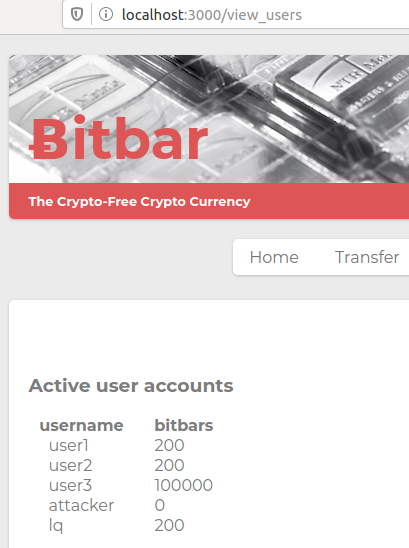 localhost:3000/view_users
Ƀitbar
The Crypto-Free Crypto Currency
Home Transfer
Active user accounts
username bitbars
user1 200
user2 200
user3 100000
attacker 0
lq 200